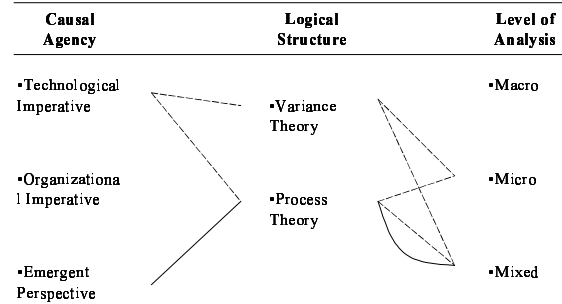 Causal Agency
Logical Structure
Level of Analysis
▪Technological
Imperative
▪Variance
Theory
▪Macro
▪Organizationa
l Imperative
▪Process
Theory
▪Micro
▪Emergent
Perspective
▪Mixed